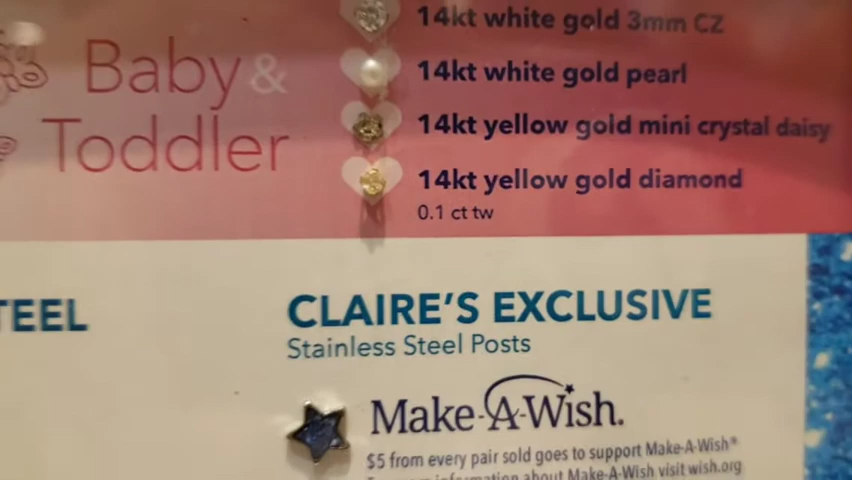 Baby &
Toddler
14kt white gold 3mm CZ
14kt white gold pearl
14kt yellow gold mini crystal daisy
14kt yellow gold diamond
0.1 ct tw
TEEL
CLAIRE'S EXCLUSIVE
Stainless Steel Posts
Make-A-Wish.
$5 from every pair sold goes to support Make-A-Wish®
information about Make-A-Wish visit wish.org